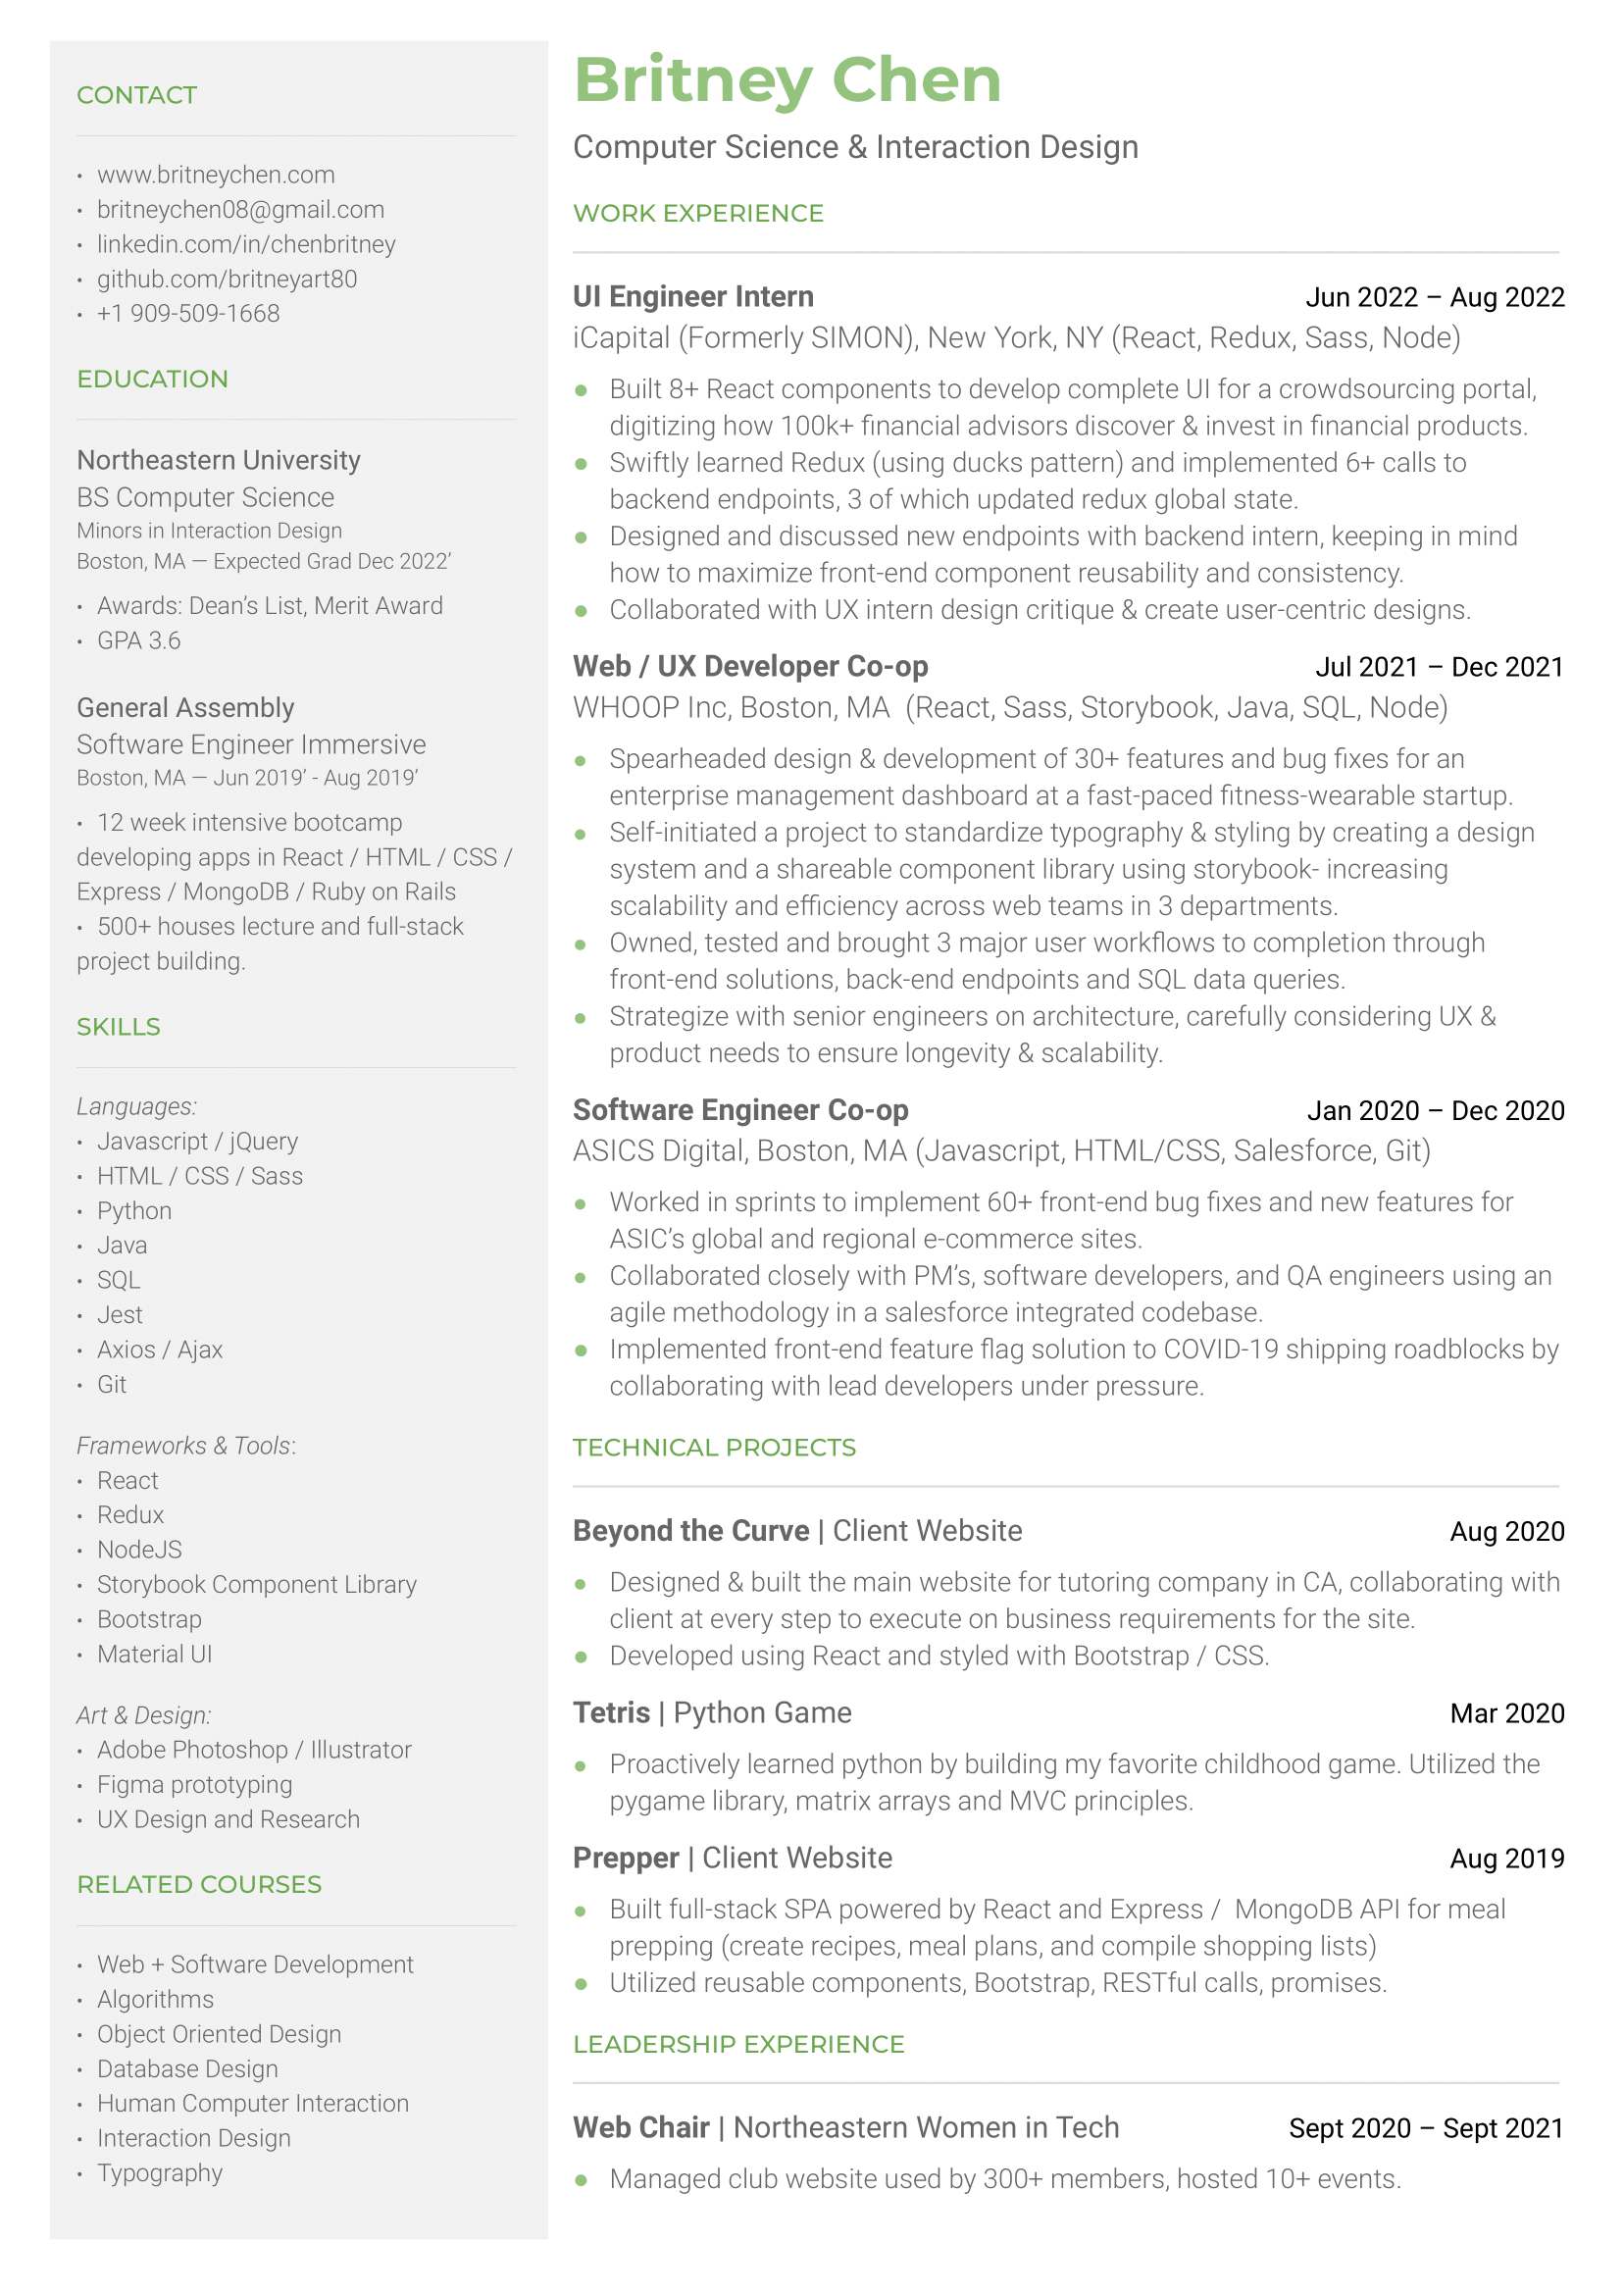 CONTACT
• www.britneychen.com
• britneychen08@gmail.com
• linkedin.com/in/chenbritney
• github.com/britneyart80
• +1 909-509-1668
EDUCATION
Northeastern University
BS Computer Science
Minors in Interaction Design
Boston, MA — Expected Grad Dec 2022’
• Awards: Dean’s List, Merit Award
• GPA 3.6
General Assembly
Software Engineer Immersive
Boston, MA — Jun 2019’ - Aug 2019’
• 12 week intensive bootcamp
developing apps in React / HTML / CSS /
Express / MongoDB / Ruby on Rails
• 500+ houses lecture and full-stack
project building.
SKILLS
Languages:
• Javascript / jQuery
• HTML / CSS / Sass
• Python
• Java
• SQL
• Jest
• Axios / Ajax
• Git
Frameworks & Tools:
• React
• Redux
• NodeJS
• Storybook Component Library
• Bootstrap
• Material UI
Art & Design:
• Adobe Photoshop / Illustrator
• Figma prototyping
• UX Design and Research
RELATED COURSES
• Web + Software Development
• Algorithms
• Object Oriented Design
• Database Design
• Human Computer Interaction
• Interaction Design
• Typography
Britney Chen
Computer Science & Interaction Design
WORK EXPERIENCE
UI Engineer Intern Jun 2022 – Aug 2022
iCapital (Formerly SIMON), New York, NY (React, Redux, Sass, Node)
● Built 8+ React components to develop complete UI for a crowdsourcing portal,
digitizing how 100k+ financial advisors discover & invest in financial products.
● Swiftly learned Redux (using ducks pattern) and implemented 6+ calls to
backend endpoints, 3 of which updated redux global state.
● Designed and discussed new endpoints with backend intern, keeping in mind
how to maximize front-end component reusability and consistency.
● Collaborated with UX intern design critique & create user-centric designs.
Web / UX Developer Co-op Jul 2021 – Dec 2021
WHOOP Inc, Boston, MA (React, Sass, Storybook, Java, SQL, Node)
● Spearheaded design & development of 30+ features and bug fixes for an
enterprise management dashboard at a fast-paced fitness-wearable startup.
● Self-initiated a project to standardize typography & styling by creating a design
system and a shareable component library using storybook- increasing
scalability and efficiency across web teams in 3 departments.
● Owned, tested and brought 3 major user workflows to completion through
front-end solutions, back-end endpoints and SQL data queries.
● Strategize with senior engineers on architecture, carefully considering UX &
product needs to ensure longevity & scalability.
Software Engineer Co-op Jan 2020 – Dec 2020
ASICS Digital, Boston, MA (Javascript, HTML/CSS, Salesforce, Git)
● Worked in sprints to implement 60+ front-end bug fixes and new features for
ASIC’s global and regional e-commerce sites.
● Collaborated closely with PM’s, software developers, and QA engineers using an
agile methodology in a salesforce integrated codebase.
● Implemented front-end feature flag solution to COVID-19 shipping roadblocks by
collaborating with lead developers under pressure.
TECHNICAL PROJECTS
Beyond the Curve | Client Website Aug 2020
● Designed & built the main website for tutoring company in CA, collaborating with
client at every step to execute on business requirements for the site.
● Developed using React and styled with Bootstrap / CSS.
Tetris | Python Game Mar 2020
● Proactively learned python by building my favorite childhood game. Utilized the
pygame library, matrix arrays and MVC principles.
Prepper | Client Website Aug 2019
● Built full-stack SPA powered by React and Express / MongoDB API for meal
prepping (create recipes, meal plans, and compile shopping lists)
● Utilized reusable components, Bootstrap, RESTful calls, promises.
LEADERSHIP EXPERIENCE
Web Chair | Northeastern Women in Tech Sept 2020 – Sept 2021
● Managed club website used by 300+ members, hosted 10+ events.